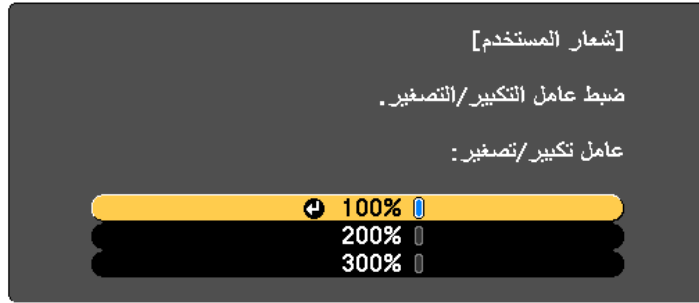 [شعار المستخدم]
ضبط عامل التكبير/التصغير.
عامل تكبير/تصغير:
100%
200%
300%